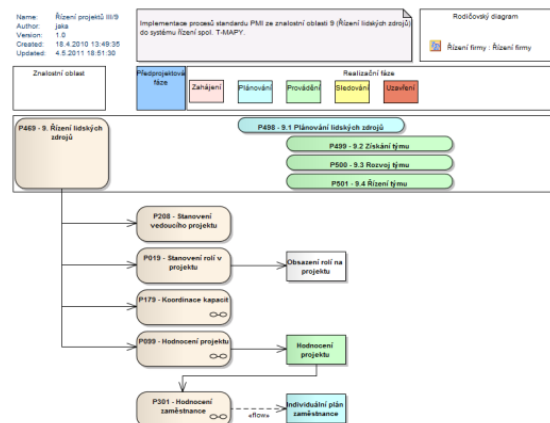 Name: Řízení projektů III/9
Author: jaka
Version: 1.0
Created: 18.4.2010 13:49:35
Updated: 4.5.2011 18:51:30
Implementace procesů standardu PMI ze znalostní oblasti 9 (Řízení lidských zdrojů)
do systému řízení spol. T-MAPY.
Rodičovský diagram
Řízení firmy : Řízení firmy
Znalostní oblast
Předprojektová
fáze
Realizační fáze
Zahájení
Plánování
Provádění
Sledování
Uzavření
P469 - 9. Řízení lidských
zdrojů
P498 - 9.1 Plánování lidských zdrojů
P499 - 9.2 Získání týmu
P500 - 9.3 Rozvoj týmu
P501 - 9.4 Řízení týmu
P208 - Stanovení
vedoucího projektu
P019 - Stanovení rolí v
projektu
Obsazení rolí na
projektu
P179 - Koordinace kapacit
P099 - Hodnocení projektu
Hodnocení
projektu
P301 - Hodnocení
zaměstnance
«flow»
Individuální plán
zaměstnance